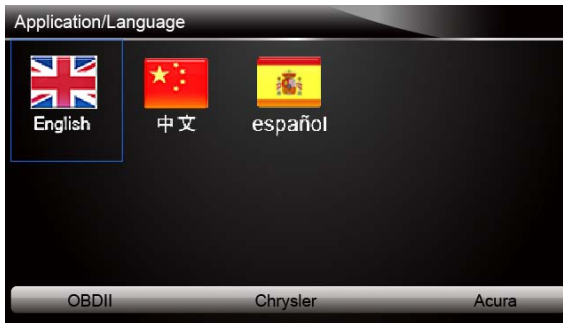 Application/Language
English 中文 español
OBDII Chrysler Acura